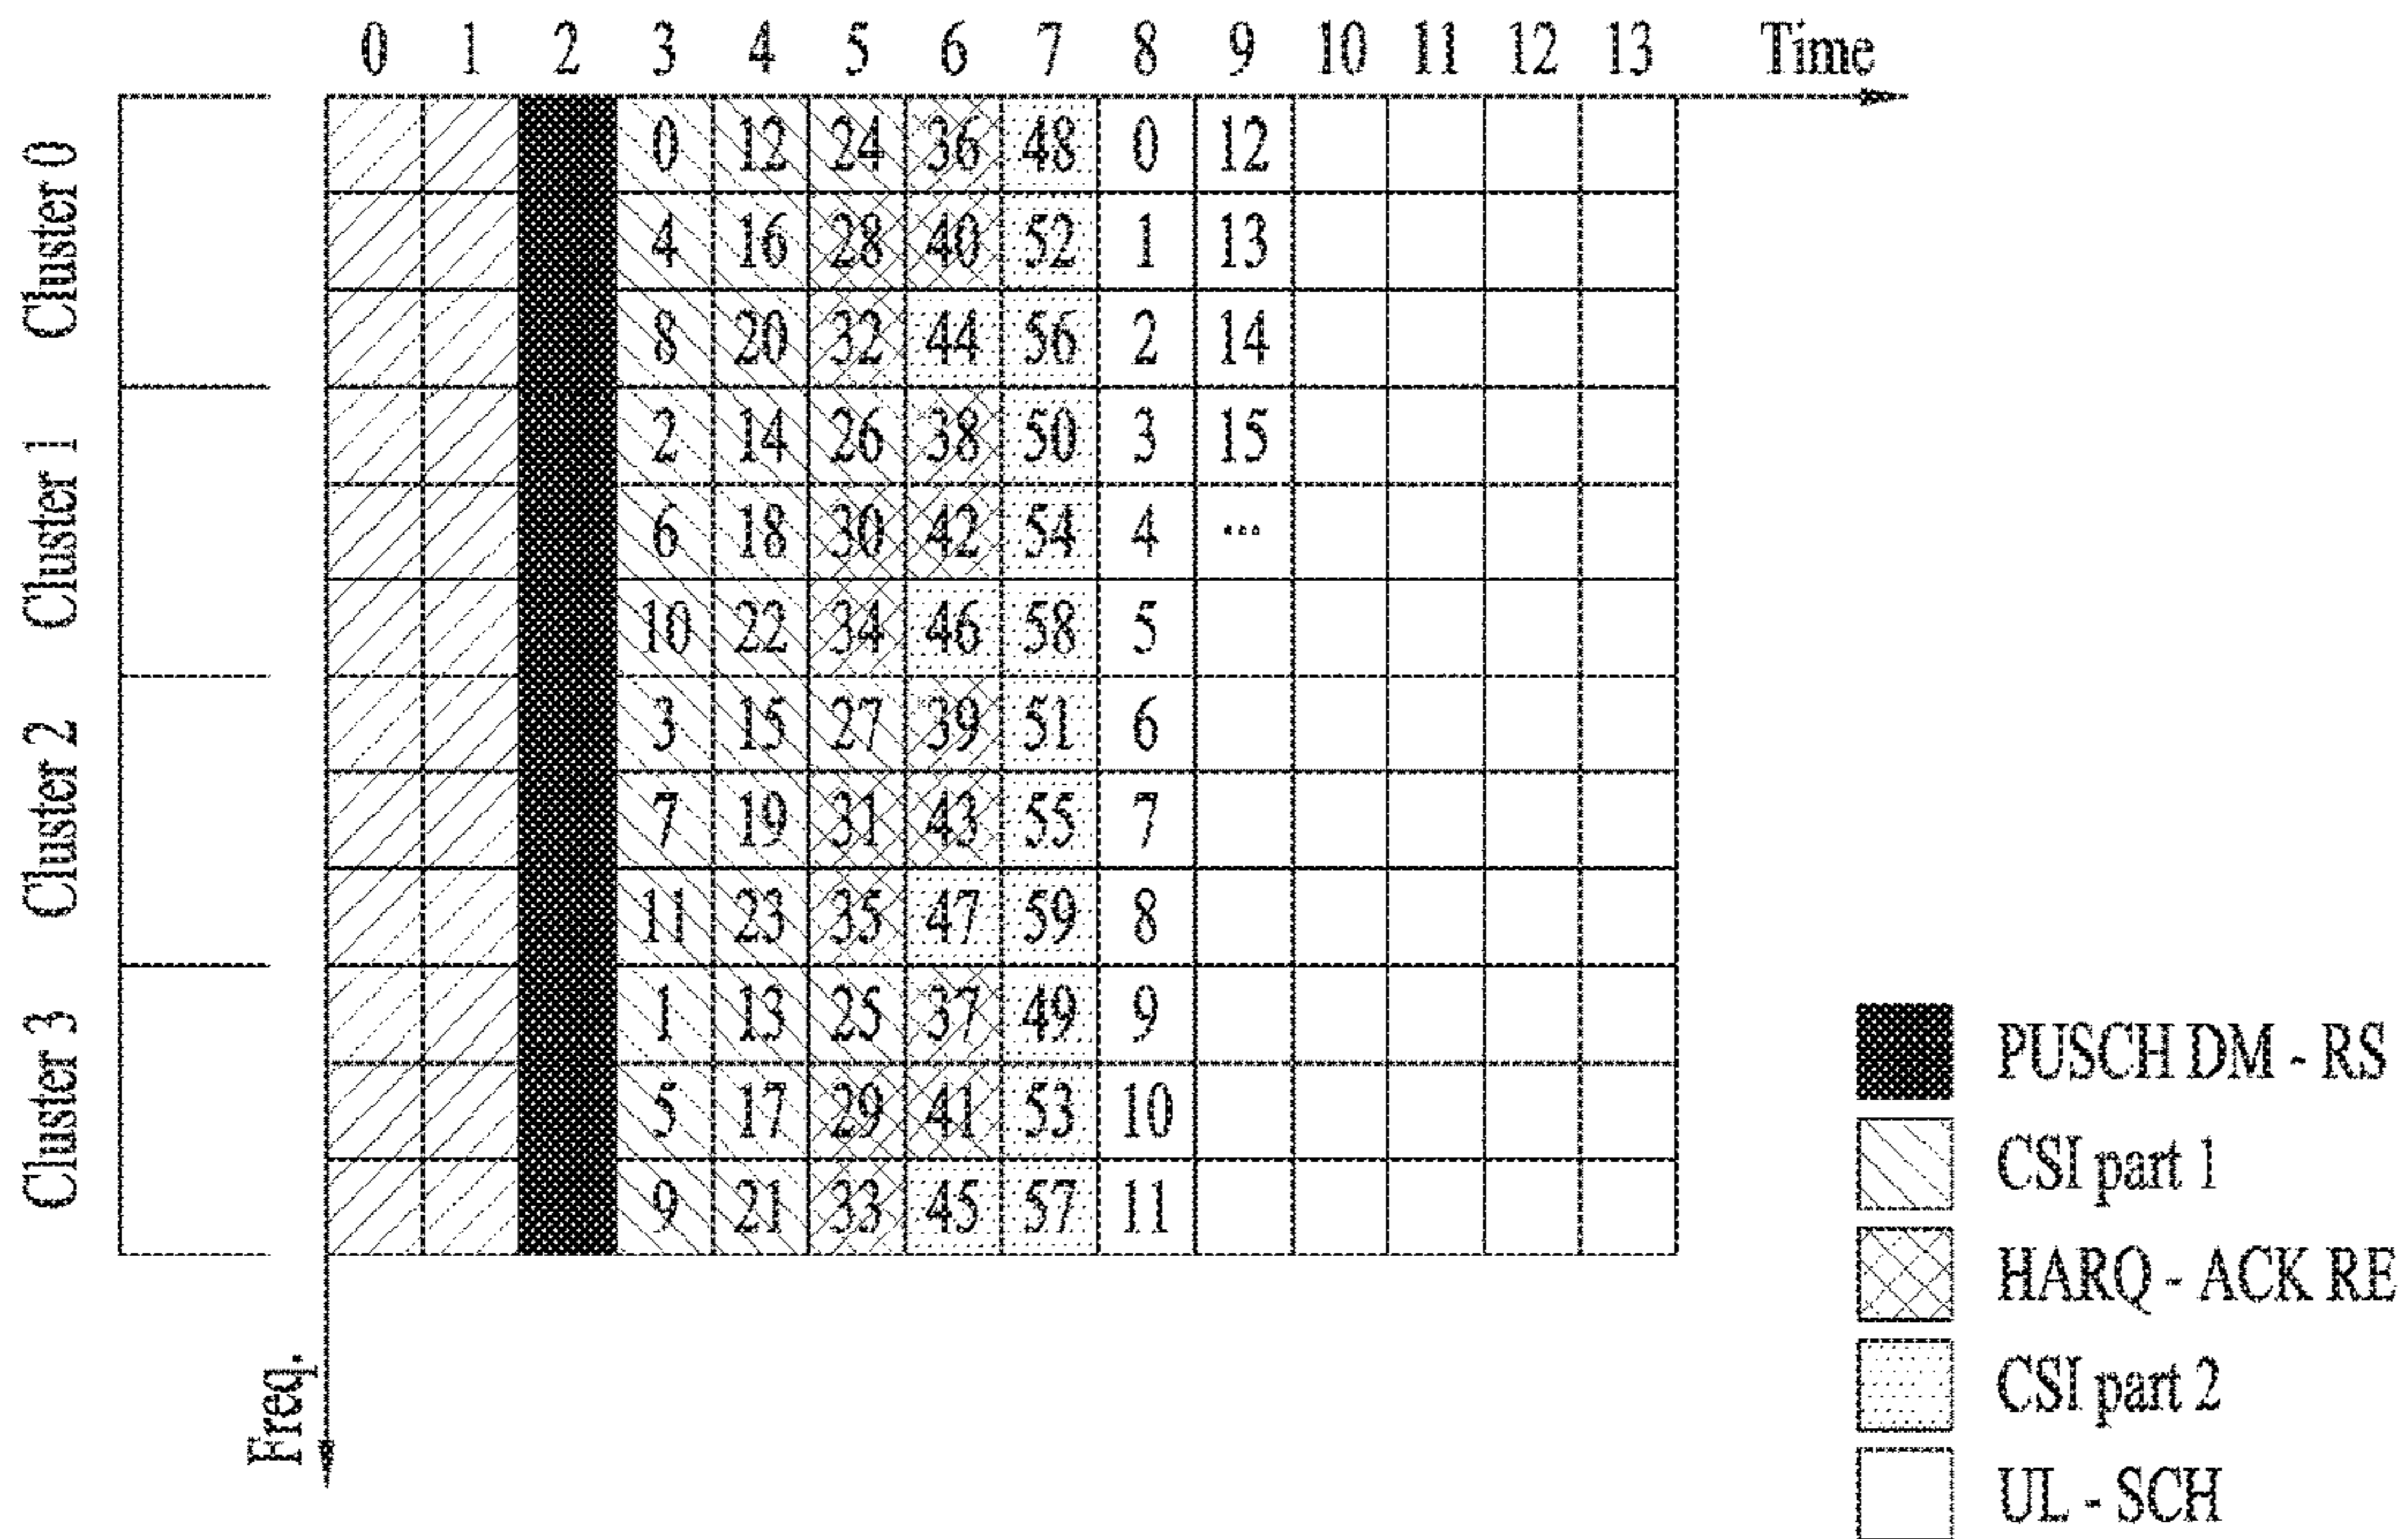 0 1 2 3 4 5 6 7 8 9 10 11 12 13 Time
Cluster 0
0 12 24 36 48 0 12
4 16 28 40 52 1 13
8 20 32 44 56 2 14
Cluster 1
2 14 26 38 50 3 15
6 18 30 42 54 4 ...
10 22 34 46 58 5
Cluster 2
3 15 27 39 51 6
7 19 31 43 55 7
11 23 35 47 59 8
Cluster 3
1 13 25 37 49 9
5 17 29 41 53 10
9 21 33 45 57 11
Freq.
PUSCH DM - RS
CSI part 1
HARQ - ACK RE
CSI part 2
UL - SCH